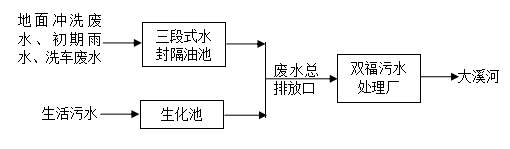 地面冲洗废
水、初期雨
水、洗车废水
三段式水
封隔油池
废水总
排放口
双福污水
处理厂
大溪河
生活污水
生化池